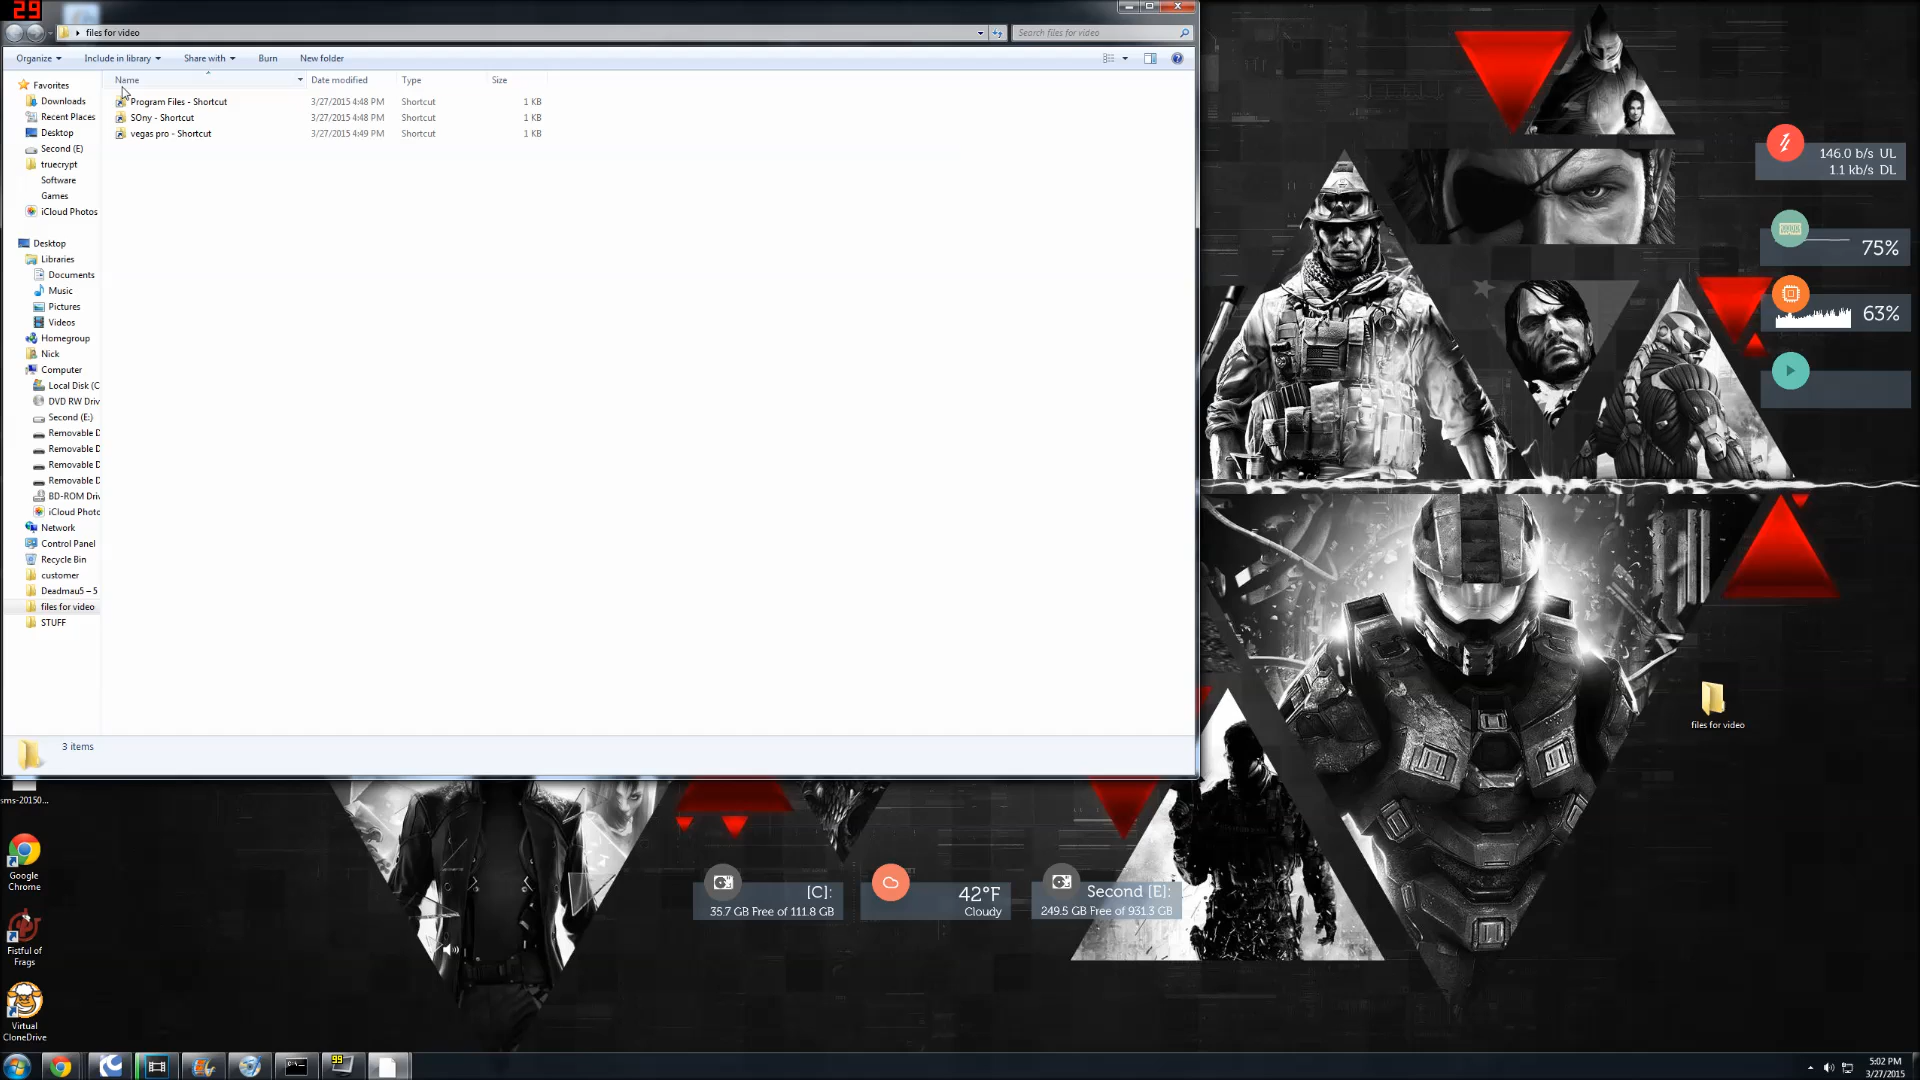 29
files for video
Search files for video
Organize
Include in library
Share with
Burn
New folder
Name
Date modified
Type
Size
Program Files - Shortcut
3/27/2015 4:48 PM
Shortcut
1 KB
SOny - Shortcut
3/27/2015 4:48 PM
Shortcut
1 KB
vegas pro - Shortcut
3/27/2015 4:49 PM
Shortcut
1 KB
Favorites
Downloads
Recent Places
Desktop
Second (E)
truecrypt
Software
Games
iCloud Photos
Desktop
Libraries
Documents
Music
Pictures
Videos
Homegroup
Nick
Computer
Local Disk (C
DVD RW Driv
Second (E:)
Removable D
Removable D
Removable D
Removable D
BD-ROM Driv
iCloud Photo
Network
Control Panel
Recycle Bin
customer
Deadmau5 – 5
files for video
STUFF
3 items
146.0 b/s UL
1.1 kb/s DL
75%
63%
files for video
sms-20150...
Google
Chrome
Fistful of
Frags
Virtual
CloneDrive
[C]:
35.7 GB Free of 111.8 GB
42°F
Cloudy
Second [E]:
249.5 GB Free of 931.3 GB
99
5:02 PM
3/27/2015